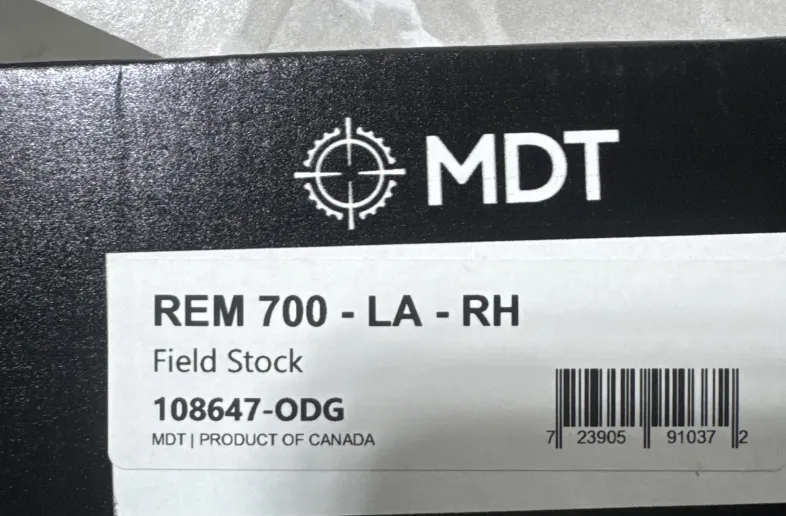 MDT
REM 700 - LA - RH
Field Stock
108647-ODG
MDT | PRODUCT OF CANADA
7 23905 91037 2